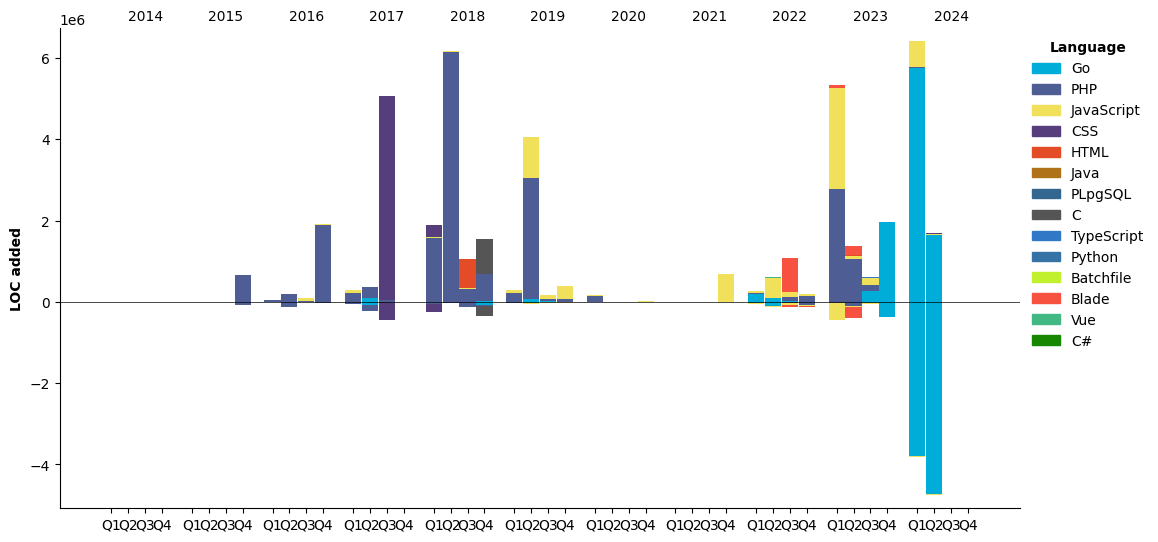 1e6
2014 2015 2016 2017 2018 2019 2020 2021 2022 2023 2024
LOC added
6
4
2
0
−2
−4
Q1Q2Q3Q4 Q1Q2Q3Q4 Q1Q2Q3Q4 Q1Q2Q3Q4 Q1Q2Q3Q4 Q1Q2Q3Q4 Q1Q2Q3Q4 Q1Q2Q3Q4 Q1Q2Q3Q4 Q1Q2Q3Q4 Q1Q2Q3Q4
Language
Go
PHP
JavaScript
CSS
HTML
Java
PLpgSQL
C
TypeScript
Python
Batchfile
Blade
Vue
C#